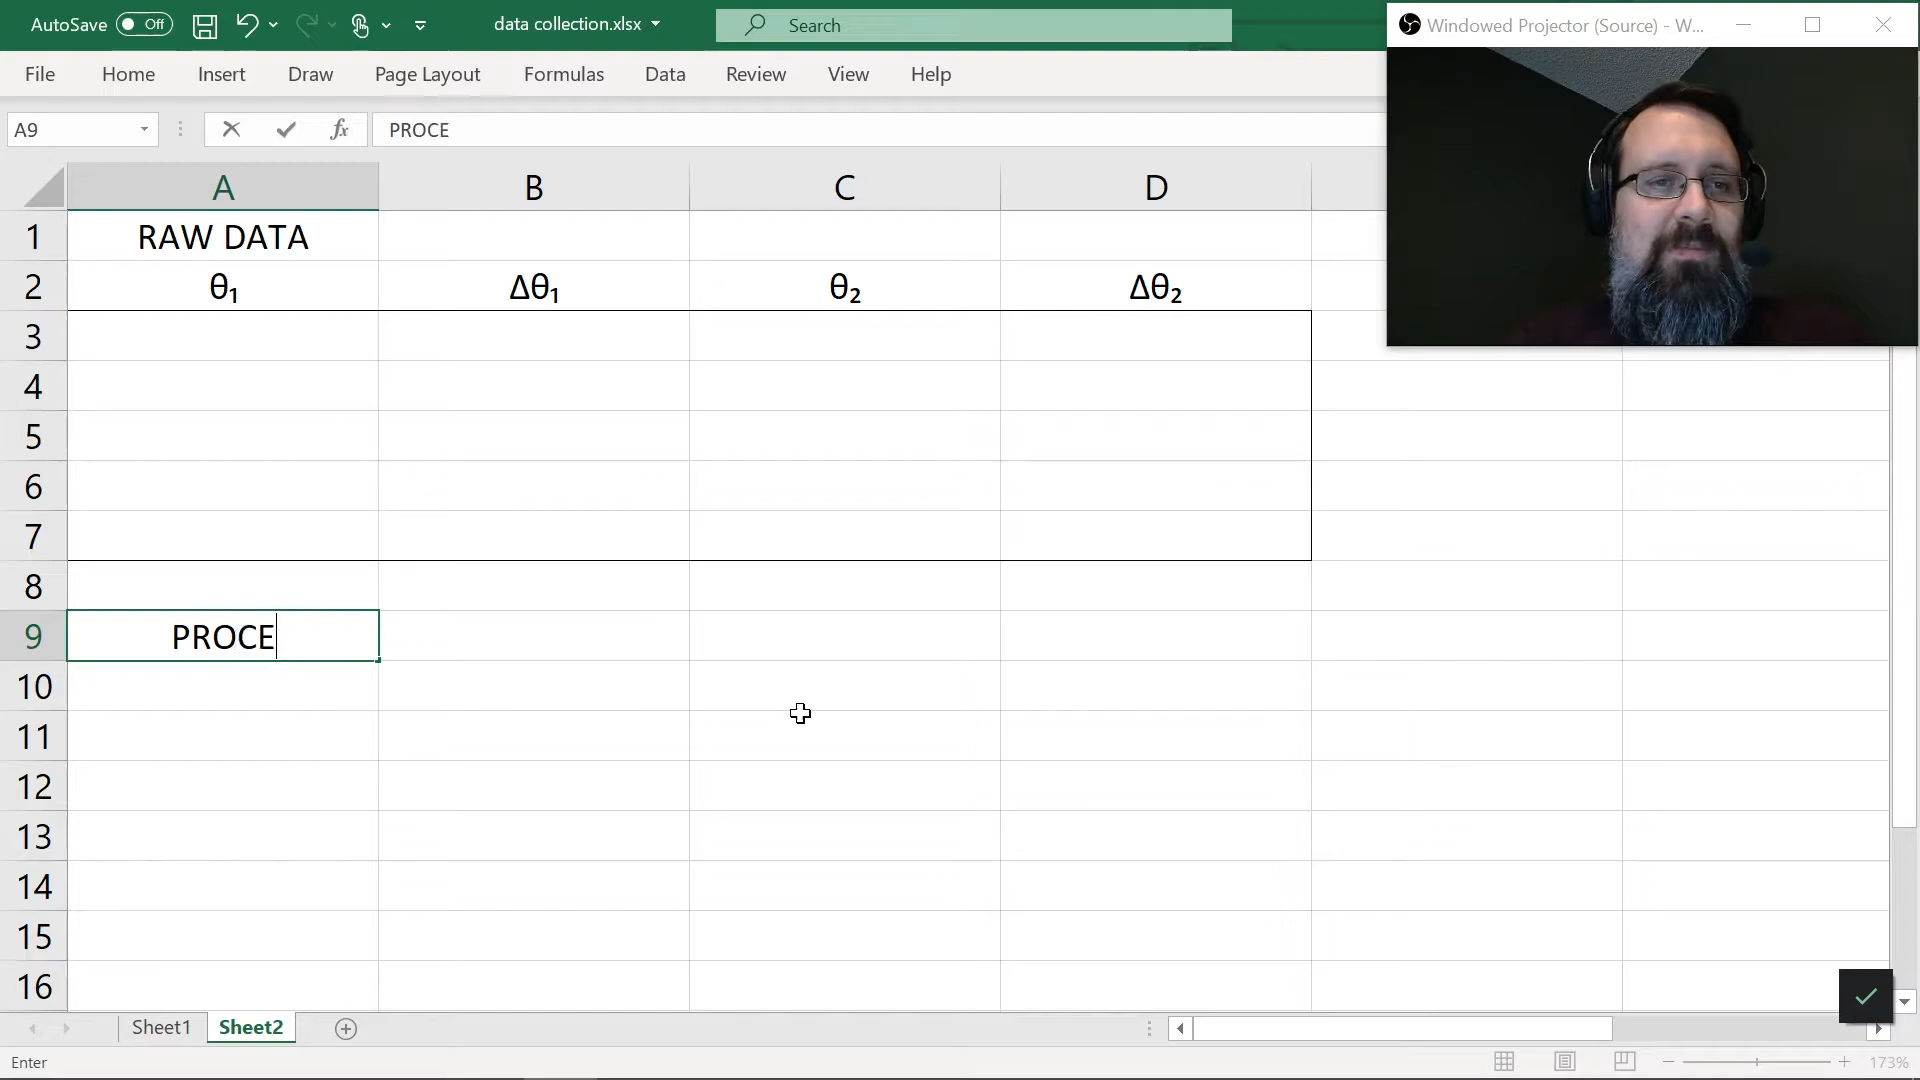 AutoSave Off data collection.xlsx Search Windowed Projector (Source) - W...
File Home Insert Draw Page Layout Formulas Data Review View Help
A9 fx PROCE
A B C D
1 RAW DATA
2 θ₁ Δθ₁ θ₂ Δθ₂
3
4
5
6
7
8
9 PROCE
10
11
12
13
14
15
16
Sheet1 Sheet2
Enter 173%